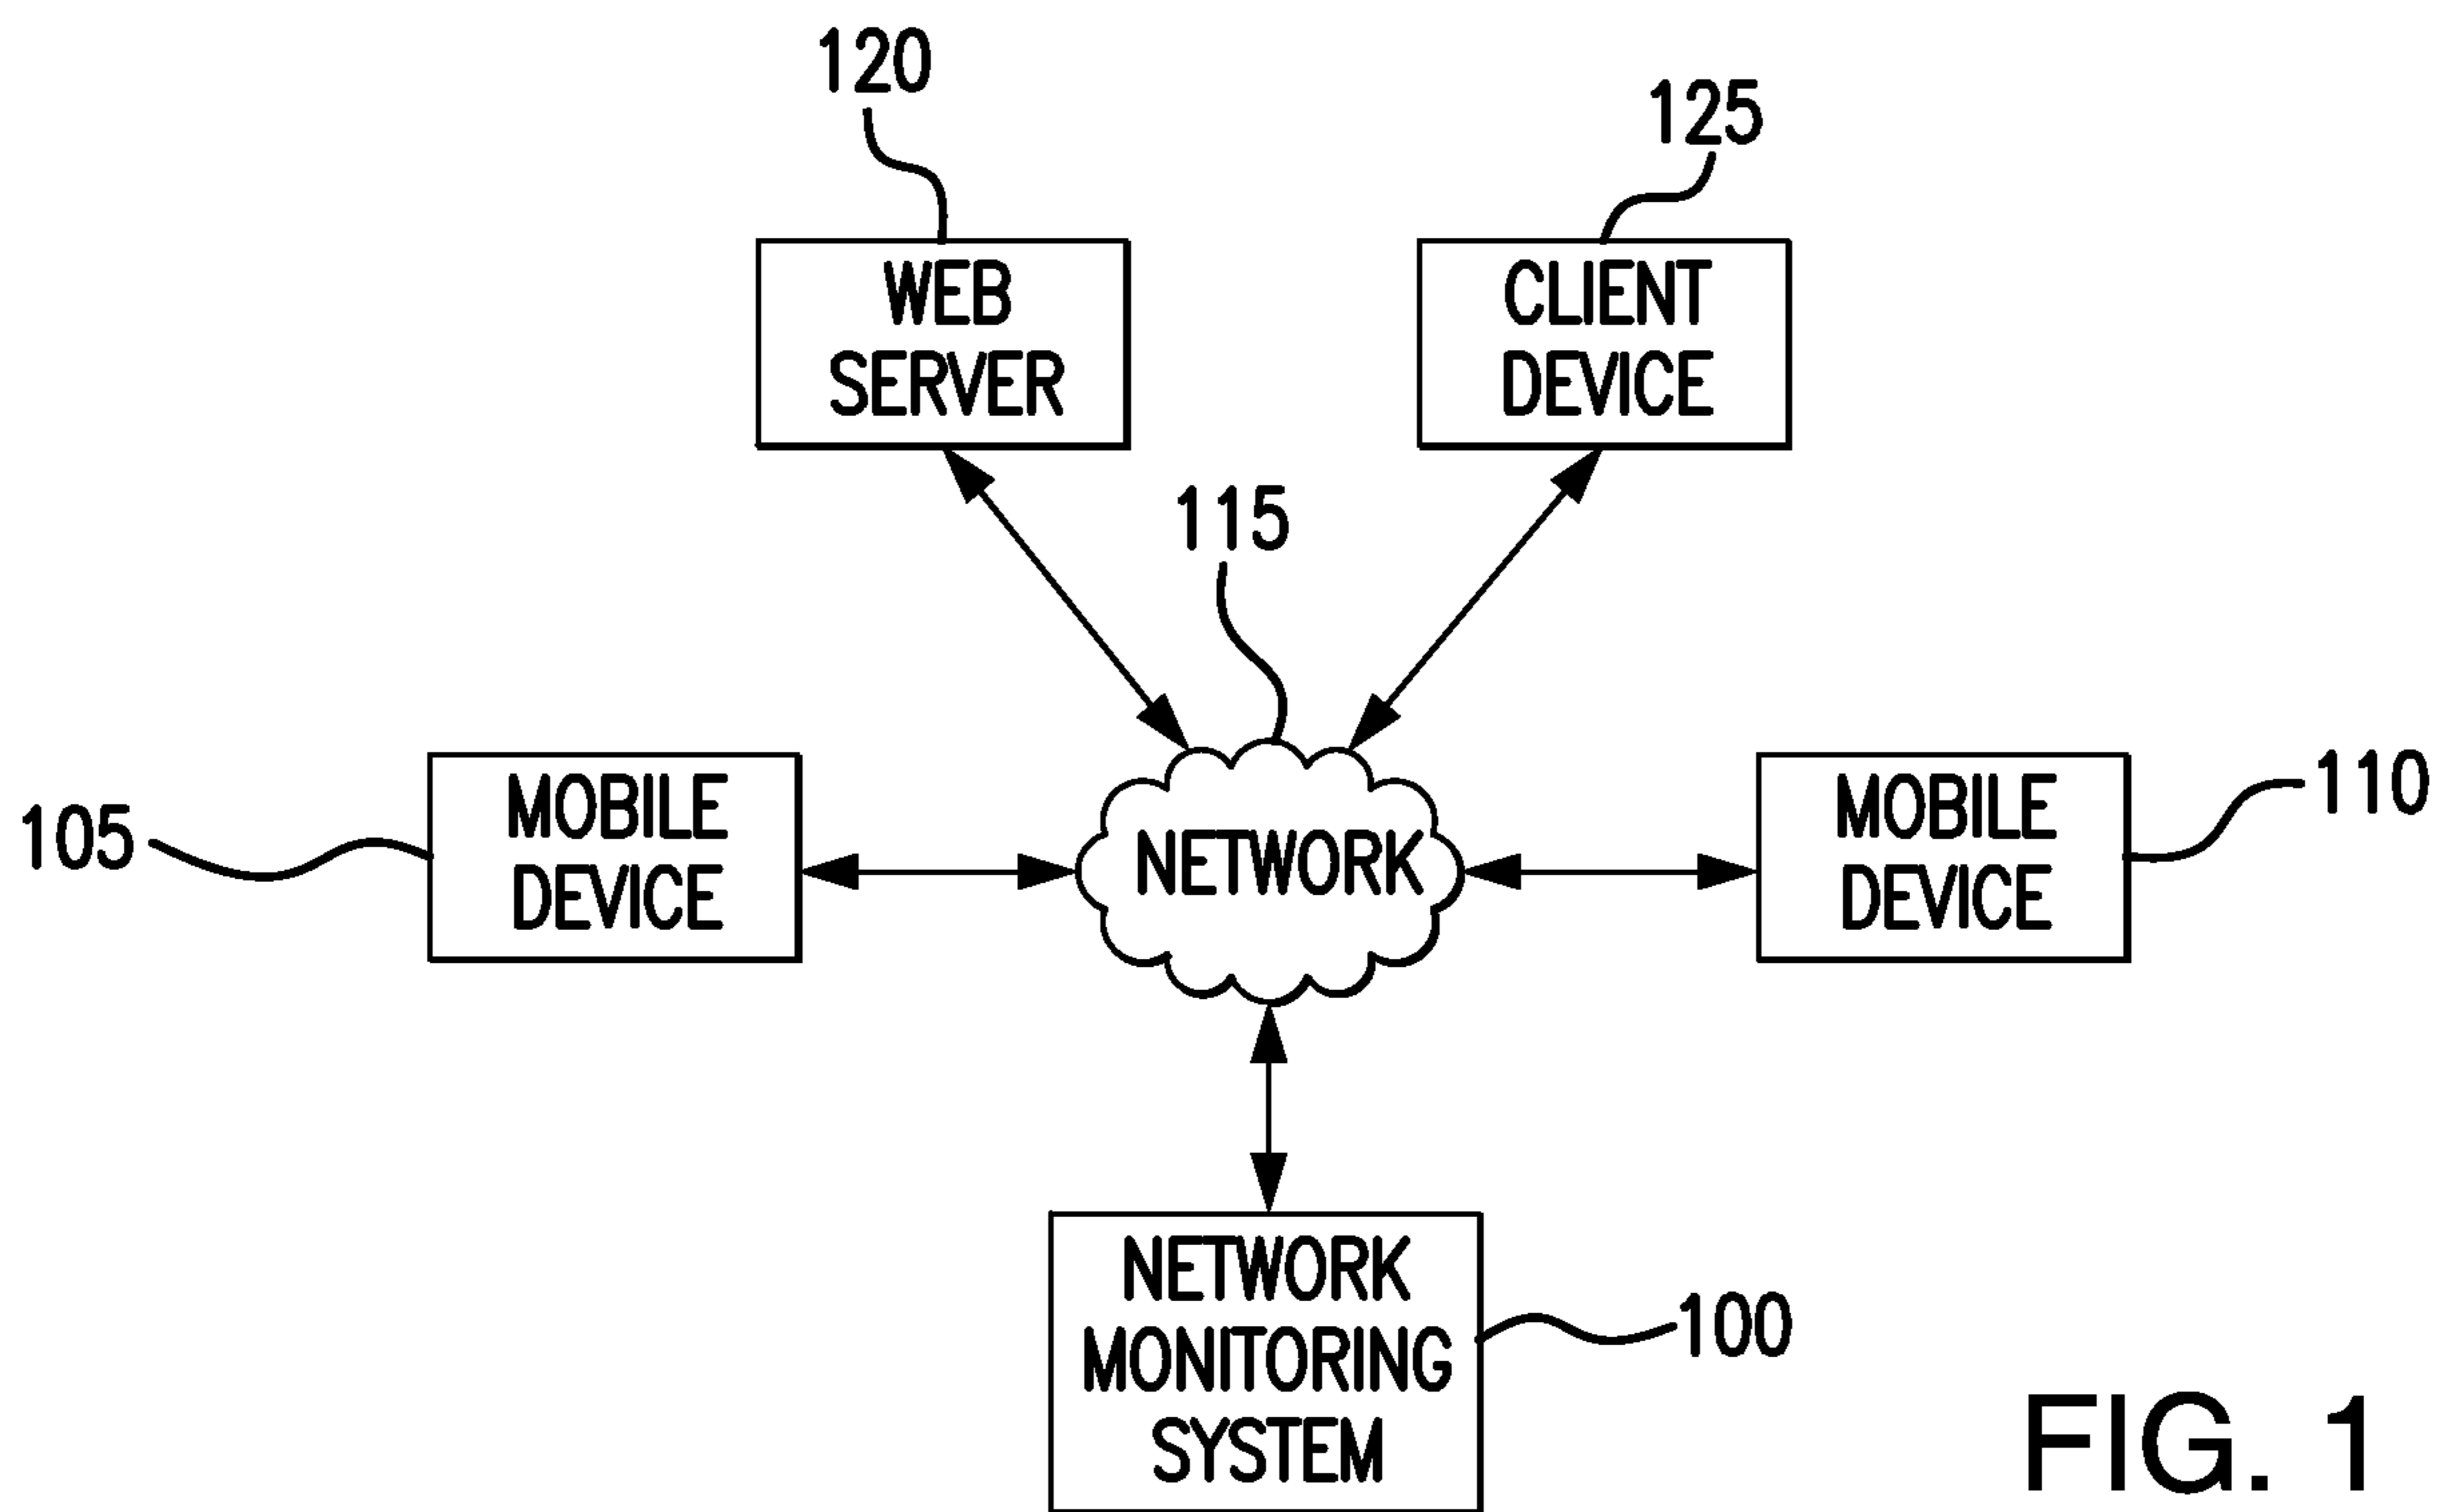 120
125
WEB
SERVER
CLIENT
DEVICE
115
105
MOBILE
DEVICE
NETWORK
MOBILE
DEVICE
110
NETWORK
MONITORING
SYSTEM
100
FIG. 1